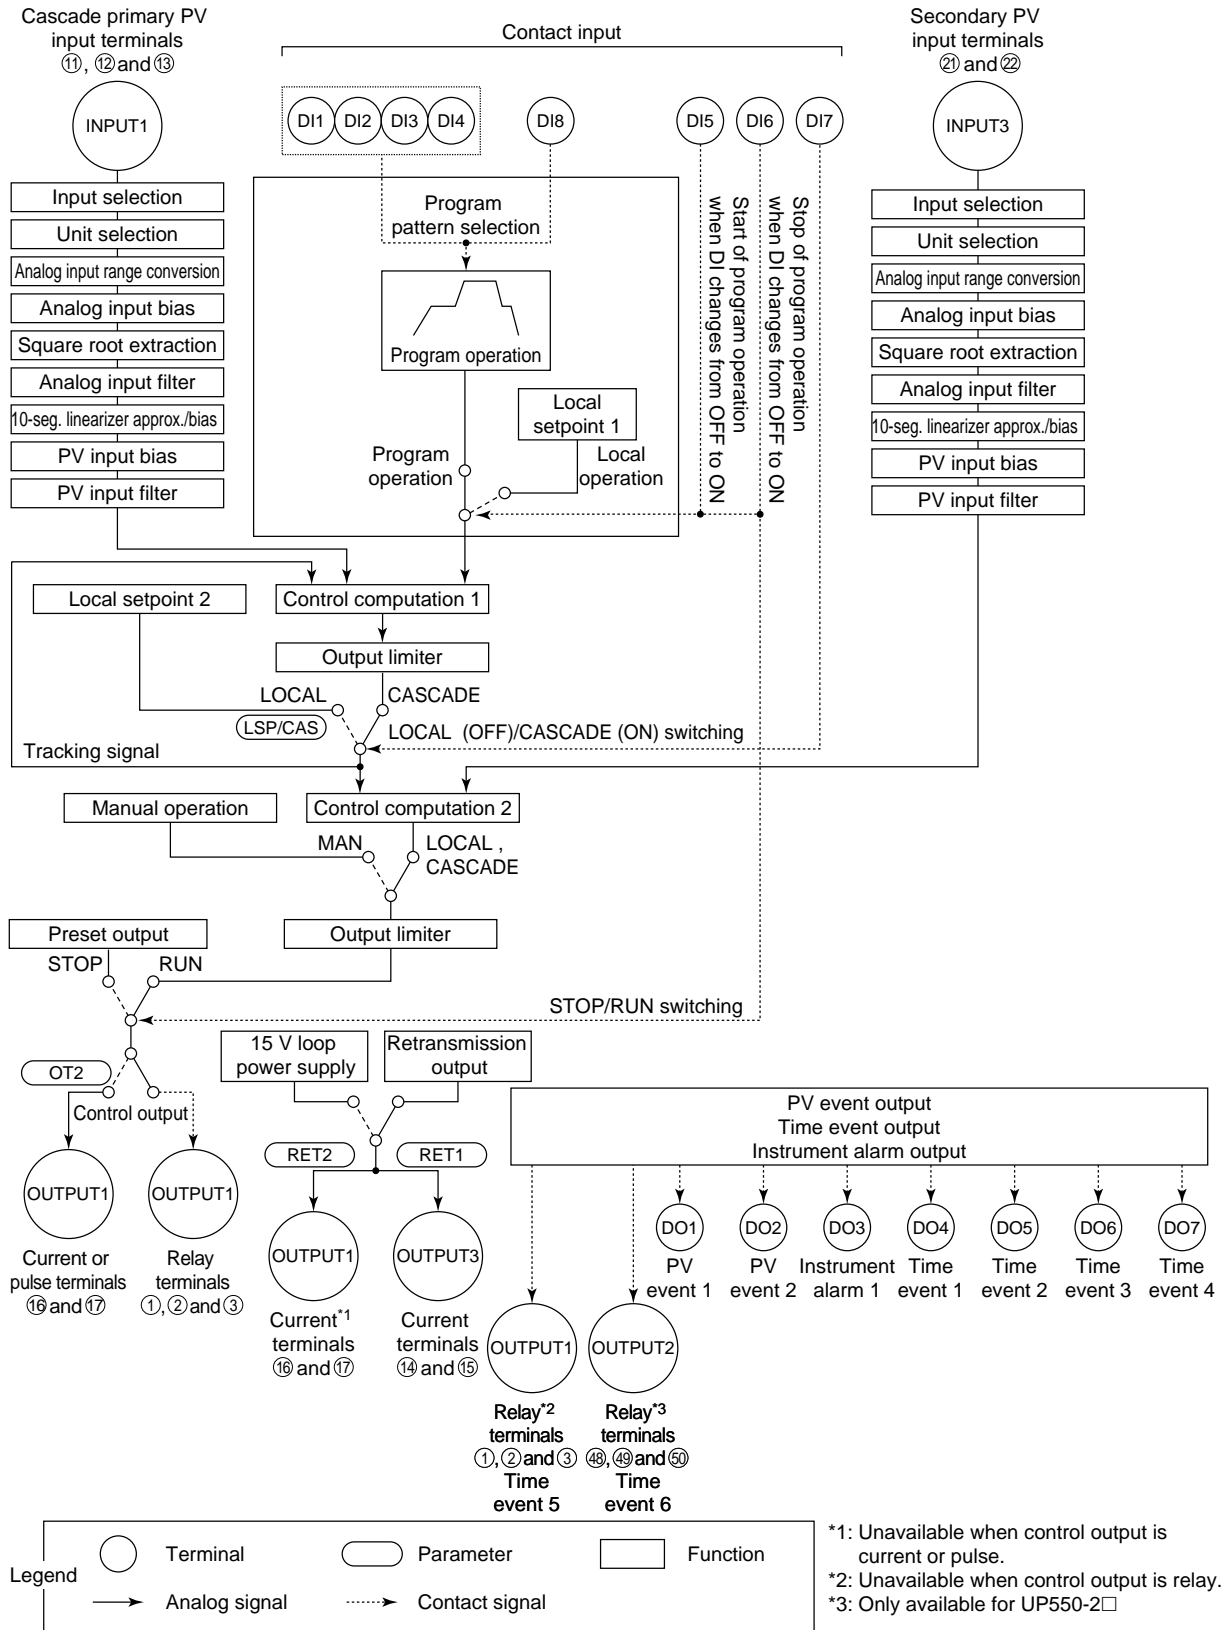 Cascade primary PV
input terminals
⑪, ⑫ and ⑬
Contact input
Secondary PV
input terminals
㉑ and ㉒
INPUT1
DI1
DI2
DI3
DI4
DI8
DI5
DI6
DI7
INPUT3
Input selection
Unit selection
Analog input range conversion
Analog input bias
Square root extraction
Analog input filter
10-seg. linearizer approx./bias
PV input bias
PV input filter
Program
pattern selection
Program operation
Local
setpoint 1
Program
operation
Local
operation
Start of program operation
when DI changes from OFF to ON
Stop of program operation
when DI changes from OFF to ON
Input selection
Unit selection
Analog input range conversion
Analog input bias
Square root extraction
Analog input filter
10-seg. linearizer approx./bias
PV input bias
PV input filter
Local setpoint 2
Control computation 1
Output limiter
LOCAL
CASCADE
LSP/CAS
LOCAL (OFF)/CASCADE (ON) switching
Tracking signal
Manual operation
Control computation 2
MAN
LOCAL ,
CASCADE
Preset output
Output limiter
STOP
RUN
STOP/RUN switching
15 V loop
power supply
Retransmission
output
OT2
Control output
RET2
RET1
PV event output
Time event output
Instrument alarm output
OUTPUT1
OUTPUT1
OUTPUT1
OUTPUT3
DO1
DO2
DO3
DO4
DO5
DO6
DO7
Current or
pulse terminals
⑯ and ⑰
Relay
terminals
①, ② and ③
PV
event 1
PV
event 2
Instrument
alarm 1
Time
event 1
Time
event 2
Time
event 3
Time
event 4
Current*1
terminals
⑯ and ⑰
Current
terminals
⑭ and ⑮
OUTPUT1
OUTPUT2
Relay*2
terminals
①, ② and ③
Time
event 5
Relay*3
terminals
㊽, ㊾ and ㊿
Time
event 6
Legend
Terminal
Parameter
Function
Analog signal
Contact signal
*1: Unavailable when control output is
current or pulse.
*2: Unavailable when control output is relay.
*3: Only available for UP550-2□